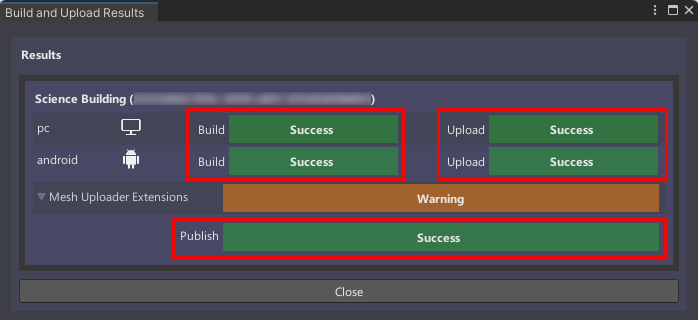 Build and Upload Results
Results
Science Building ( )
pc Build Success Upload Success
android Build Success Upload Success
Mesh Uploader Extensions Warning
Publish Success
Close